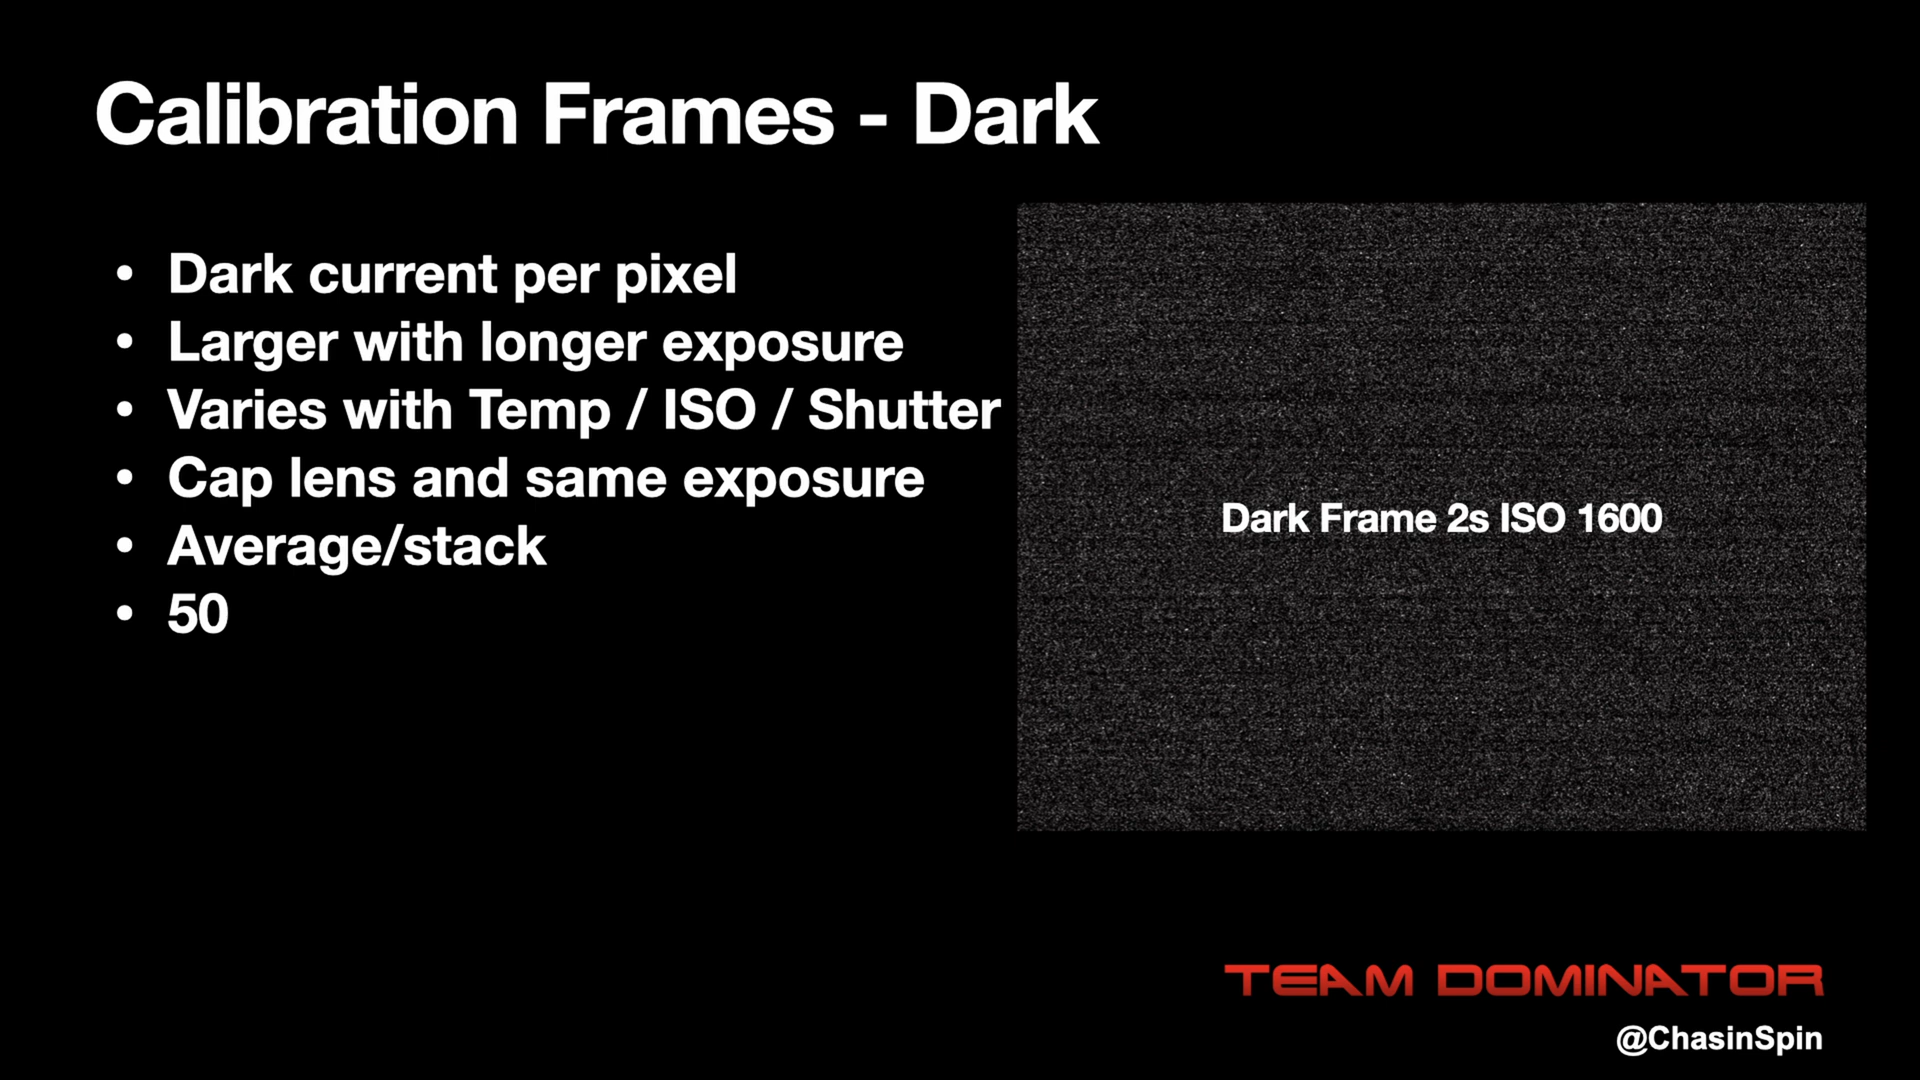 Calibration Frames - Dark
• Dark current per pixel
• Larger with longer exposure
• Varies with Temp / ISO / Shutter
• Cap lens and same exposure
• Average/stack
• 50
Dark Frame 2s ISO 1600
TEAM DOMINATOR
@ChasinSpin